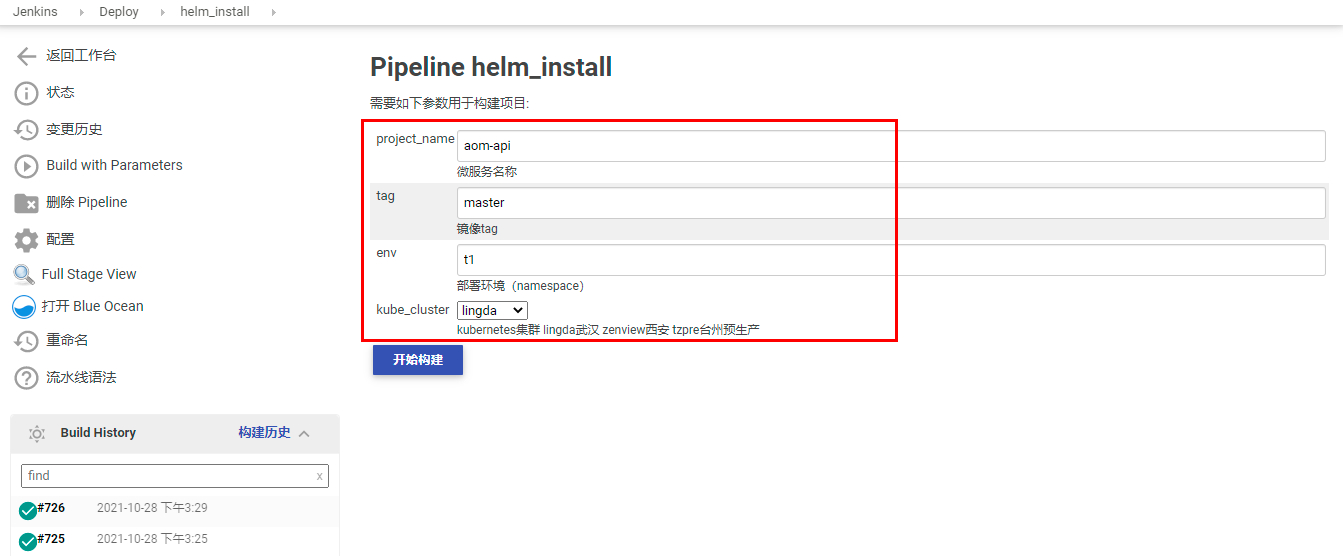 Jenkins Deploy helm_install
返回工作台
状态
变更历史
Build with Parameters
删除 Pipeline
配置
Full Stage View
打开 Blue Ocean
重命名
流水线语法
Build History 构建历史
find x
#726 2021-10-28 下午3:29
#725 2021-10-28 下午3:25
Pipeline helm_install
需要如下参数用于构建项目:
project_name aom-api
微服务名称
tag master
镜像tag
env t1
部署环境（namespace）
kube_cluster lingda
kubernetes集群 lingda武汉 zenview西安 tzpre台州预生产
开始构建